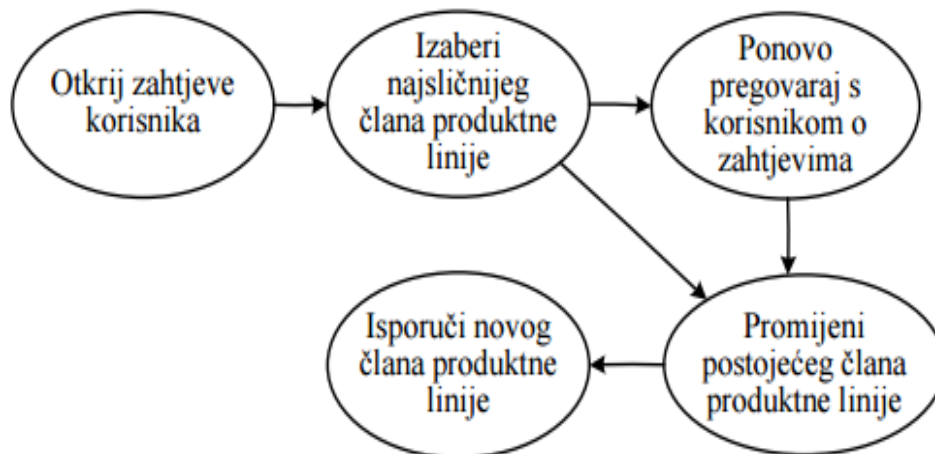 Otkrij zahtjeve
korisnika
Izaberi
najsličnijeg
člana produktne
linije
Ponovo
pregovaraj s
korisnikom o
zahtjevima
Isporuči novog
člana produktne
linije
Promijeni
postojećeg člana
produktne linije